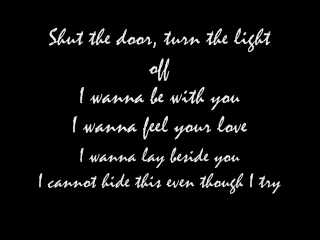 Shut the door, turn the light
off
I wanna be with you
I wanna feel your love
I wanna lay beside you
I cannot hide this even though I try